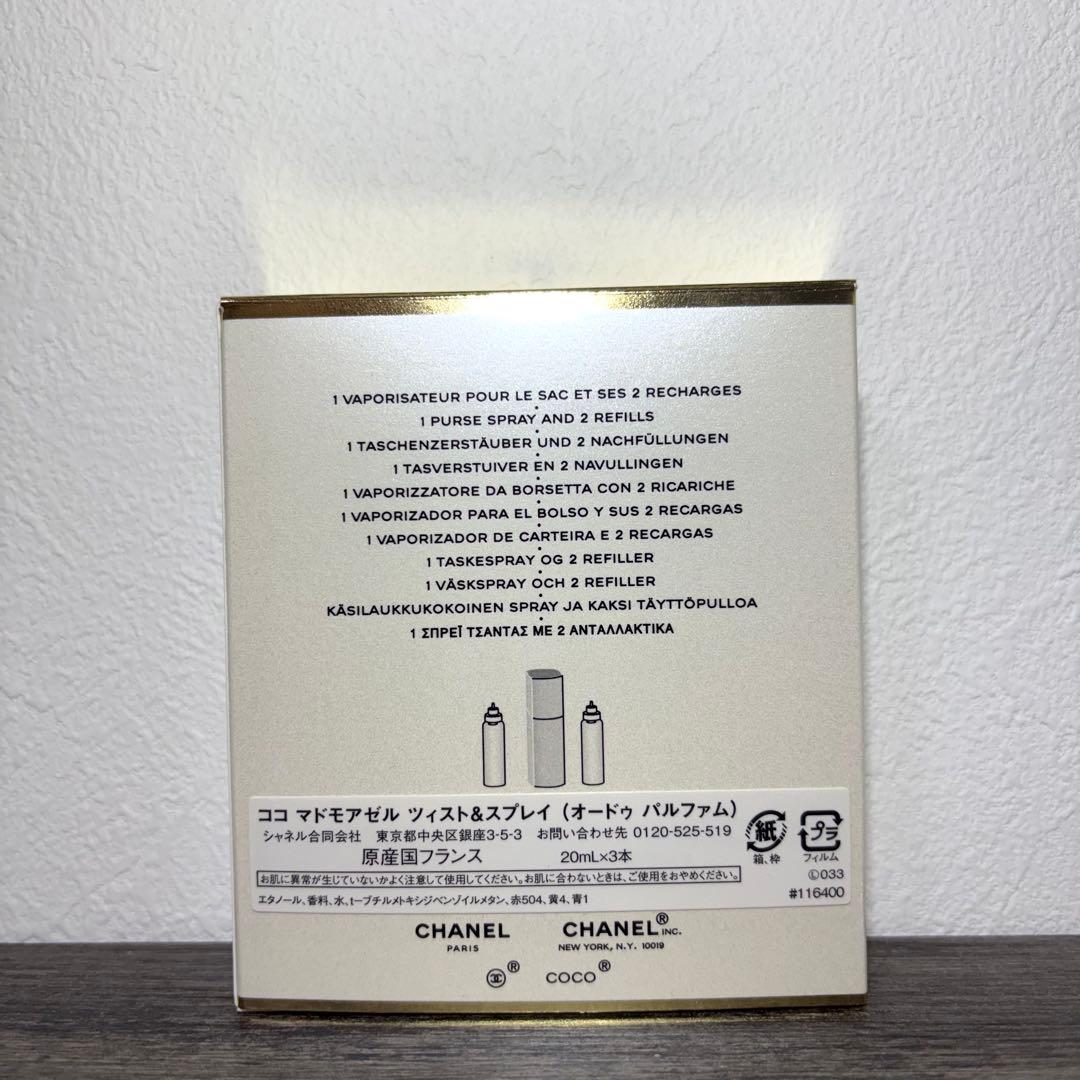 1 VAPORISATEUR POUR LE SAC ET SES 2 RECHARGES
1 PURSE SPRAY AND 2 REFILLS
1 TASCHENZERSTÄUBER UND 2 NACHFÜLLUNGEN
1 TASVERSTUIVER EN 2 NAVULLINGEN
1 VAPORIZZATORE DA BORSETTA CON 2 RICARICHE
1 VAPORIZADOR PARA EL BOLSO Y SUS 2 RECARGAS
1 VAPORIZADOR DE CARTEIRA E 2 RECARGAS
1 TASKESPRAY OG 2 REFILLER
1 VÄSKSPRAY OCH 2 REFILLER
KÄSILAUKKUKOKOINEN SPRAY JA KAKSI TÄYTTÖPULLOA
1 ΣΠΡΕΪ ΤΣΑΝΤΑΣ ΜΕ 2 ΑΝΤΑΛΛΑΚΤΙΚΑ
ココ マドモアゼル ツィスト&スプレイ (オードゥ パルファム)
シャネル合同会社 東京都中央区銀座3-5-3 お問い合わせ先 0120-525-519
原産国フランス 20mL×3本
お肌に異常が生じていないかよく注意して使用してください。お肌に合わないときは、ご使用をおやめください。
エタノール、香料、水、t-ブチルメトキシジベンゾイルメタン、赤504、黄4、青1
紙
箱、枠
プラ
フィルム
Ⓛ033
#116400
CHANEL
PARIS
CHANEL® INC.
NEW YORK, N.Y. 10019
®
COCO®